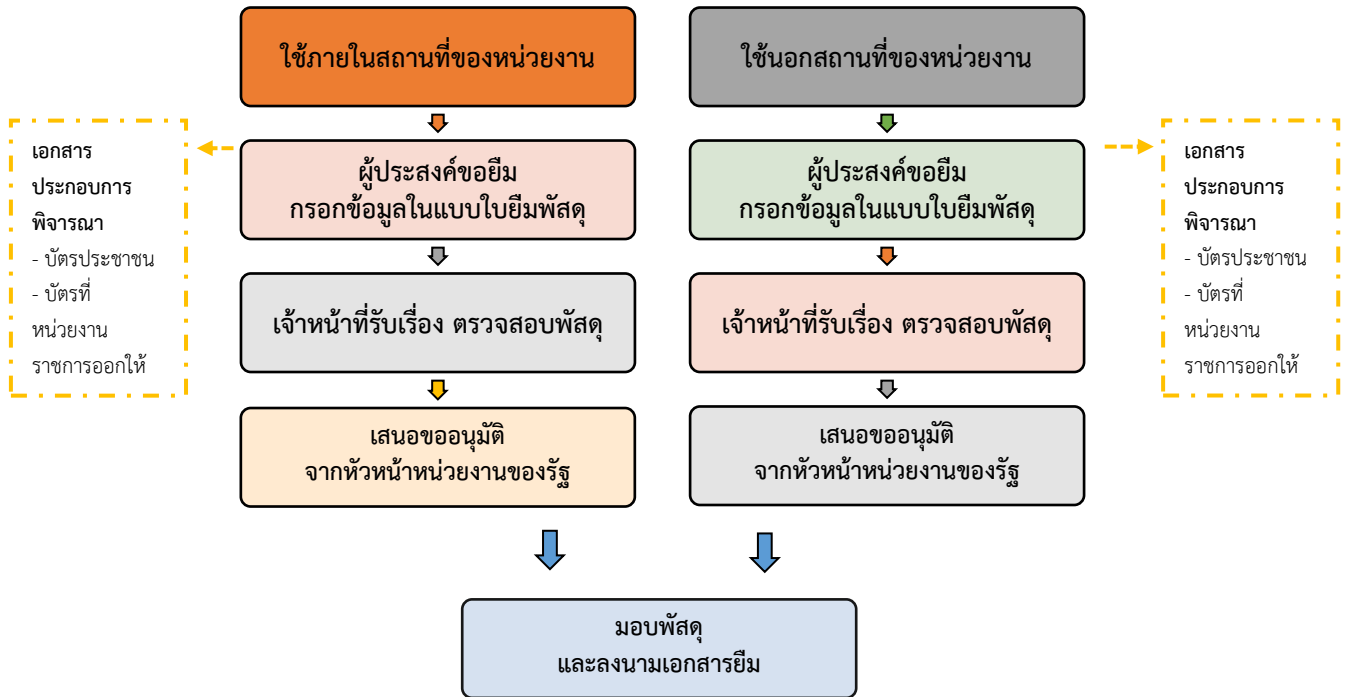 ใช้ภายในสถานที่ของหน่วยงาน
ใช้นอกสถานที่ของหน่วยงาน
เอกสาร
ประกอบการ
พิจารณา
- บัตรประชาชน
- บัตรที่
หน่วยงาน
ราชการออกให้
ผู้ประสงค์ขอยืม
กรอกข้อมูลในแบบใบยืมพัสดุ
ผู้ประสงค์ขอยืม
กรอกข้อมูลในแบบใบยืมพัสดุ
เอกสาร
ประกอบการ
พิจารณา
- บัตรประชาชน
- บัตรที่
หน่วยงาน
ราชการออกให้
เจ้าหน้าที่รับเรื่อง ตรวจสอบพัสดุ
เจ้าหน้าที่รับเรื่อง ตรวจสอบพัสดุ
เสนอขออนุมัติ
จากหัวหน้าหน่วยงานของรัฐ
เสนอขออนุมัติ
จากหัวหน้าหน่วยงานของรัฐ
มอบพัสดุ
และลงนามเอกสารยืม